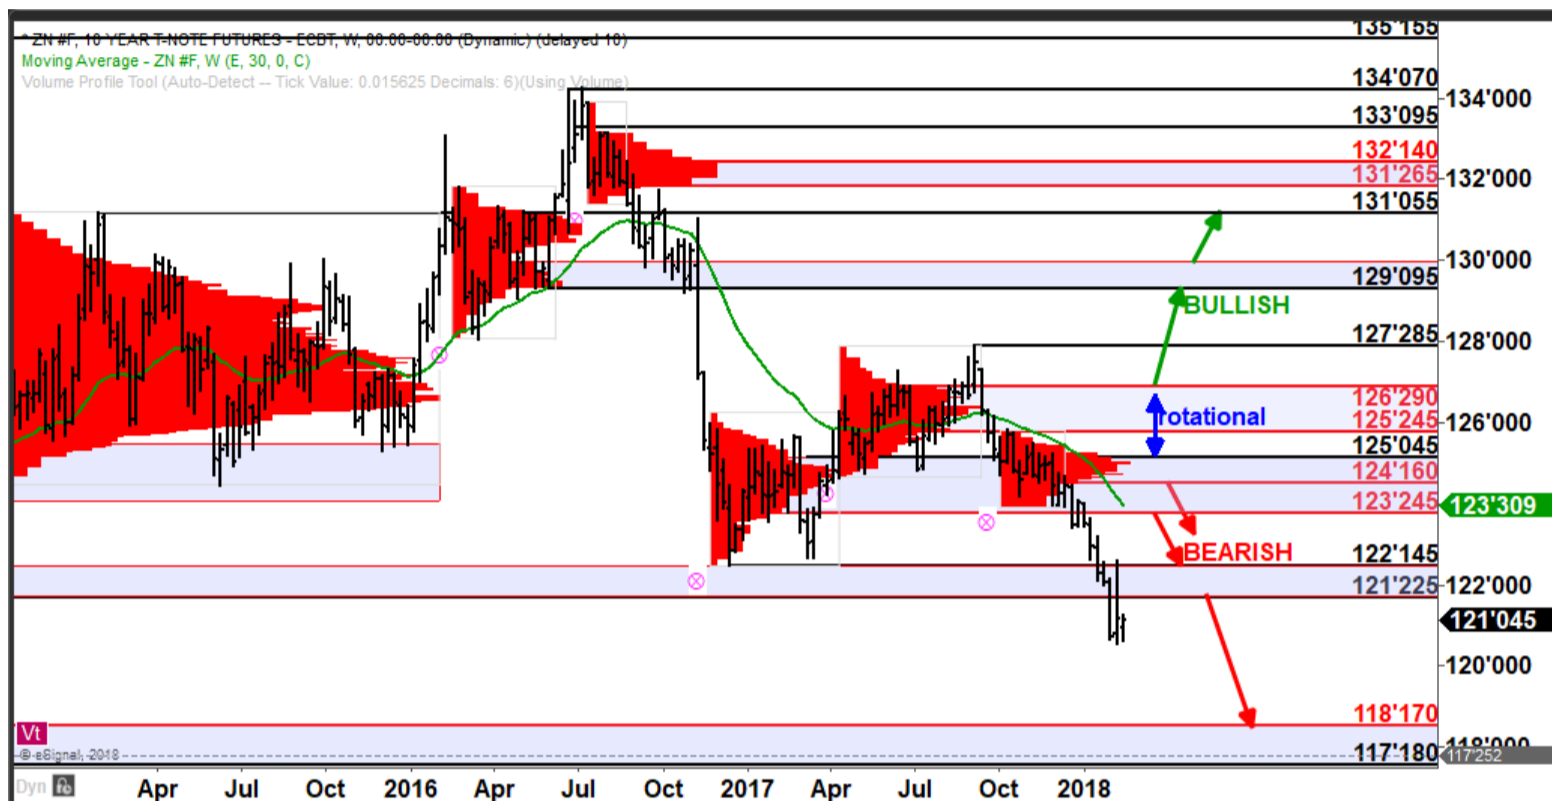 * ZN #F, 10 YEAR T-NOTE FUTURES - ECBT, W, 00:00-00:00 (Dynamic) (delayed 10)
Moving Average - ZN #F, W (E, 30, 0, C)
Volume Profile Tool (Auto-Detect -- Tick Value: 0.015625 Decimals: 6)(Using Volume)
135'155
134'070
134'000
133'095
132'140
131'265
132'000
131'055
130'000
129'095
BULLISH
127'285
128'000
126'290
rotational
125'245
126'000
125'045
124'160
123'245
123'309
BEARISH
122'145
121'225
122'000
121'045
120'000
118'170
Vt
© eSignal, 2018
117'180
118'000
117'252
Dyn
Apr Jul Oct 2016 Apr Jul Oct 2017 Apr Jul Oct 2018